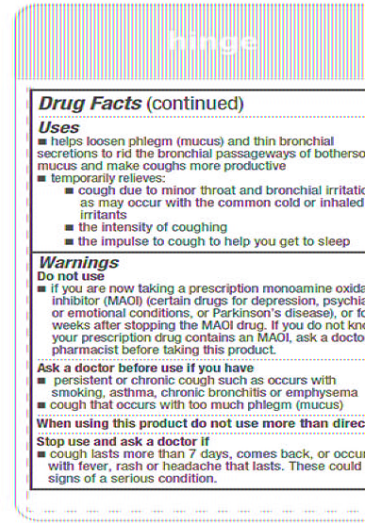 hinge
Drug Facts (continued)
Uses
■ helps loosen phlegm (mucus) and thin bronchial
secretions to rid the bronchial passageways of botherso
mucus and make coughs more productive
■ temporarily relieves:
■ cough due to minor throat and bronchial irritatio
as may occur with the common cold or inhaled
irritants
■ the intensity of coughing
■ the impulse to cough to help you get to sleep
Warnings
Do not use
■ if you are now taking a prescription monoamine oxida
inhibitor (MAOI) (certain drugs for depression, psychia
or emotional conditions, or Parkinson's disease), or fo
weeks after stopping the MAOI drug. If you do not kno
your prescription drug contains an MAOI, ask a docto
pharmacist before taking this product.
Ask a doctor before use if you have
■ persistent or chronic cough such as occurs with
smoking, asthma, chronic bronchitis or emphysema
■ cough that occurs with too much phlegm (mucus)
When using this product do not use more than direc
Stop use and ask a doctor if
■ cough lasts more than 7 days, comes back, or occur
with fever, rash or headache that lasts. These could
signs of a serious condition.